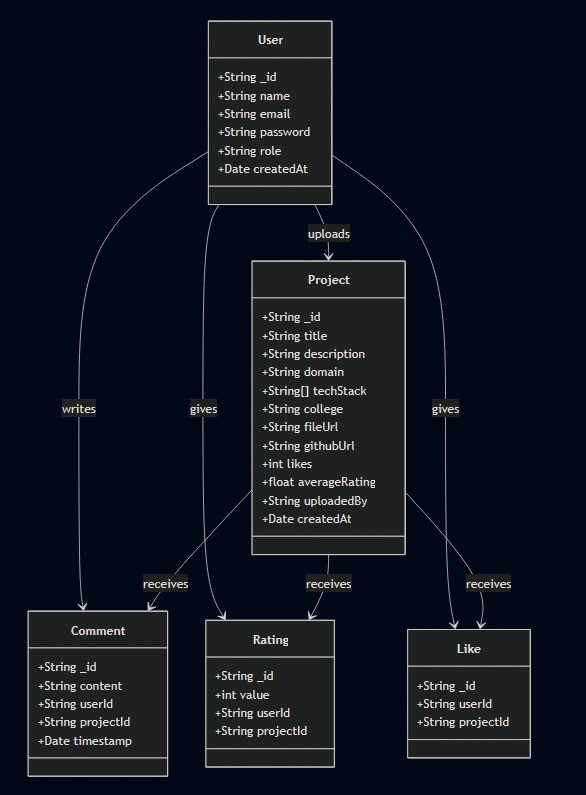 User
+String _id
+String name
+String email
+String password
+String role
+Date createdAt
uploads
Project
+String _id
+String title
+String description
+String domain
+String[] techStack
+String college
+String fileUrl
+String githubUrl
+int likes
+float averageRating
+String uploadedBy
+Date createdAt
writes
gives
gives
receives
receives
receives
Comment
+String _id
+String content
+String userId
+String projectId
+Date timestamp
Rating
+String _id
+int value
+String userId
+String projectId
Like
+String _id
+String userId
+String projectId